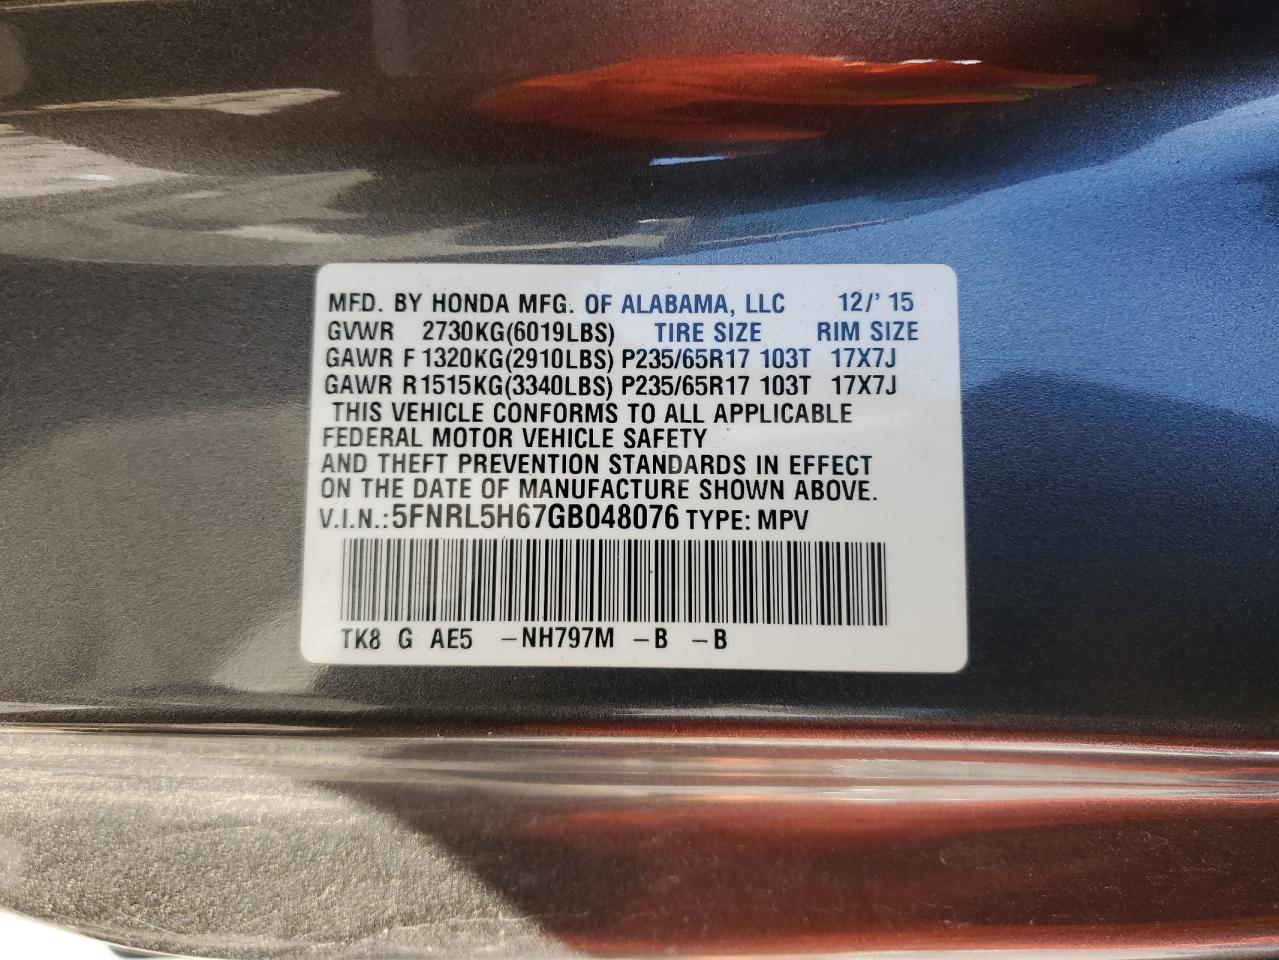 MFD. BY HONDA MFG. OF ALABAMA, LLC 12/' 15
GVWR 2730KG(6019LBS) TIRE SIZE RIM SIZE
GAWR F 1320KG(2910LBS) P235/65R17 103T 17X7J
GAWR R1515KG(3340LBS) P235/65R17 103T 17X7J
THIS VEHICLE CONFORMS TO ALL APPLICABLE
FEDERAL MOTOR VEHICLE SAFETY
AND THEFT PREVENTION STANDARDS IN EFFECT
ON THE DATE OF MANUFACTURE SHOWN ABOVE.
V.I.N.:5FNRL5H67GB048076 TYPE: MPV
TK8 G AE5 –NH797M –B –B